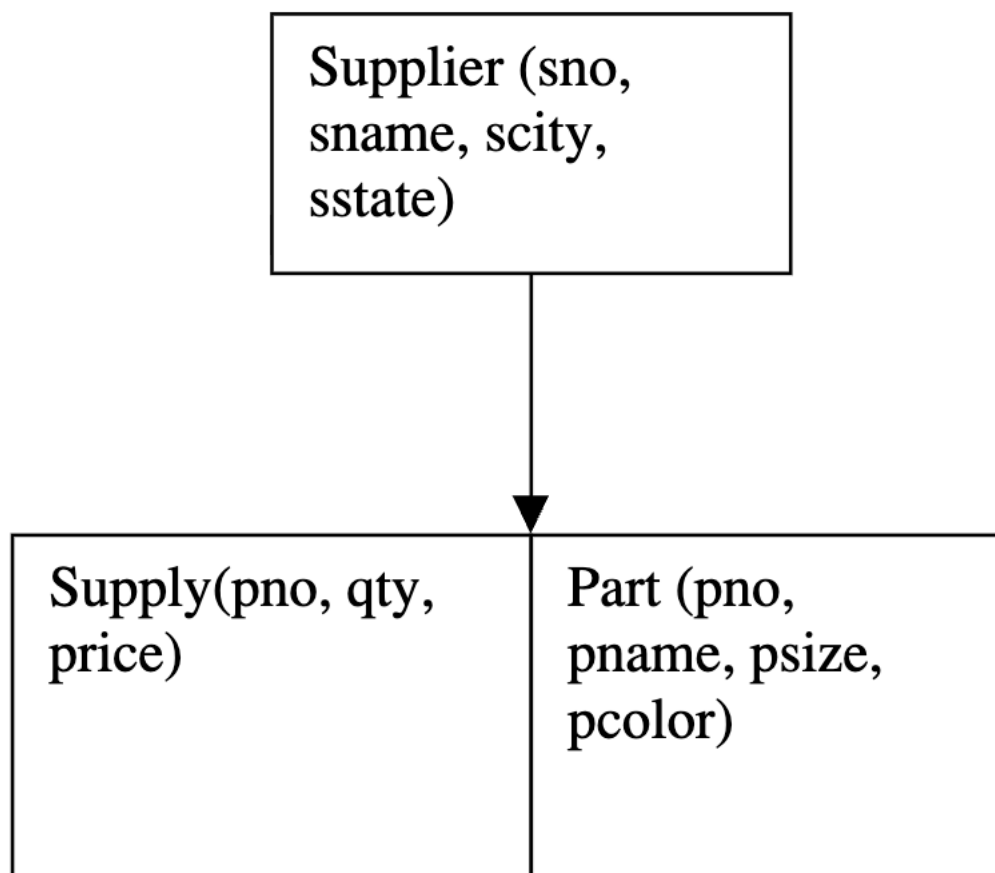 Supplier (sno,
sname, scity,
sstate)
Supply(pno, qty,
price)
Part (pno,
pname, psize,
pcolor)